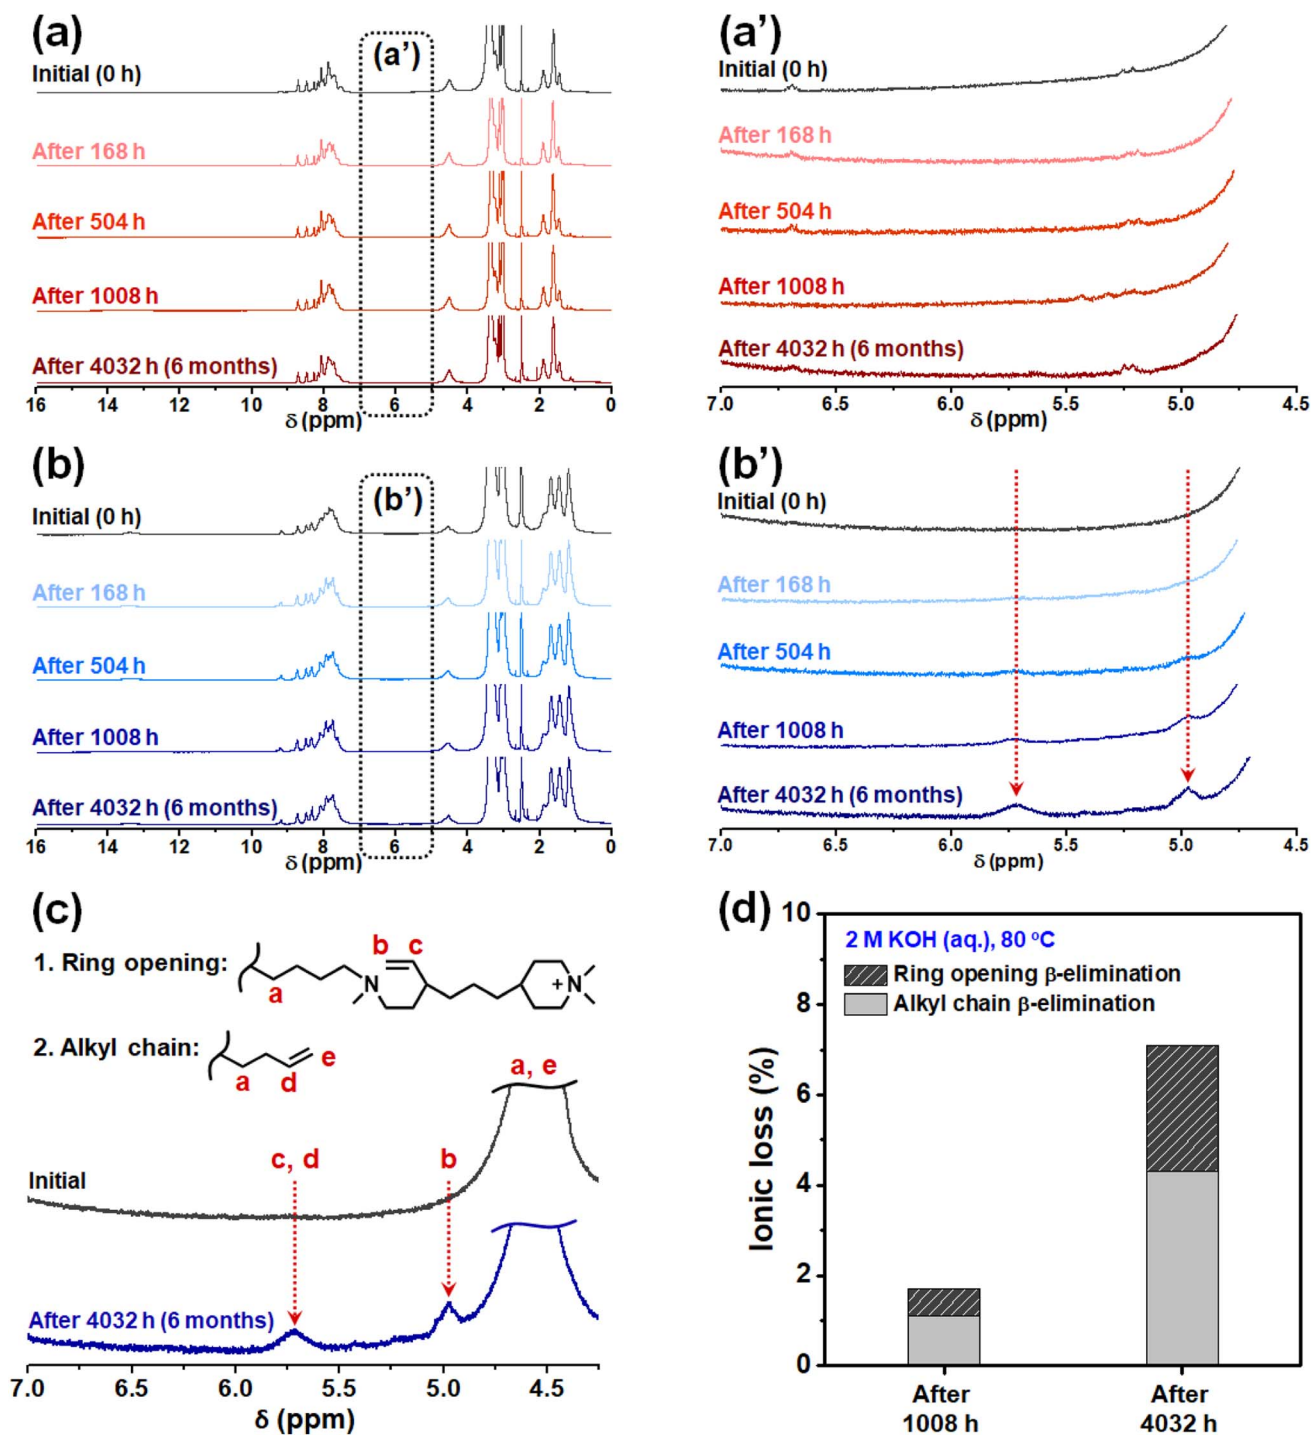 (a)
(a')
Initial (0 h)
After 168 h
After 504 h
After 1008 h
After 4032 h (6 months)
16 14 12 10 8 6 4 2 0
δ (ppm)
(a')
Initial (0 h)
After 168 h
After 504 h
After 1008 h
After 4032 h (6 months)
7.0 6.5 6.0 5.5 5.0 4.5
δ (ppm)
(b)
(b')
Initial (0 h)
After 168 h
After 504 h
After 1008 h
After 4032 h (6 months)
16 14 12 10 8 6 4 2 0
δ (ppm)
(b')
Initial (0 h)
After 168 h
After 504 h
After 1008 h
After 4032 h (6 months)
7.0 6.5 6.0 5.5 5.0 4.5
δ (ppm)
(c)
1. Ring opening:
b c
a
N
+
N
2. Alkyl chain:
a
d
e
a, e
c, d
b
Initial
After 4032 h (6 months)
7.0 6.5 6.0 5.5 5.0 4.5
δ (ppm)
(d)
2 M KOH (aq.), 80 ºC
Ring opening β-elimination
Alkyl chain β-elimination
Ionic loss (%)
10
8
6
4
2
0
After
1008 h
After
4032 h